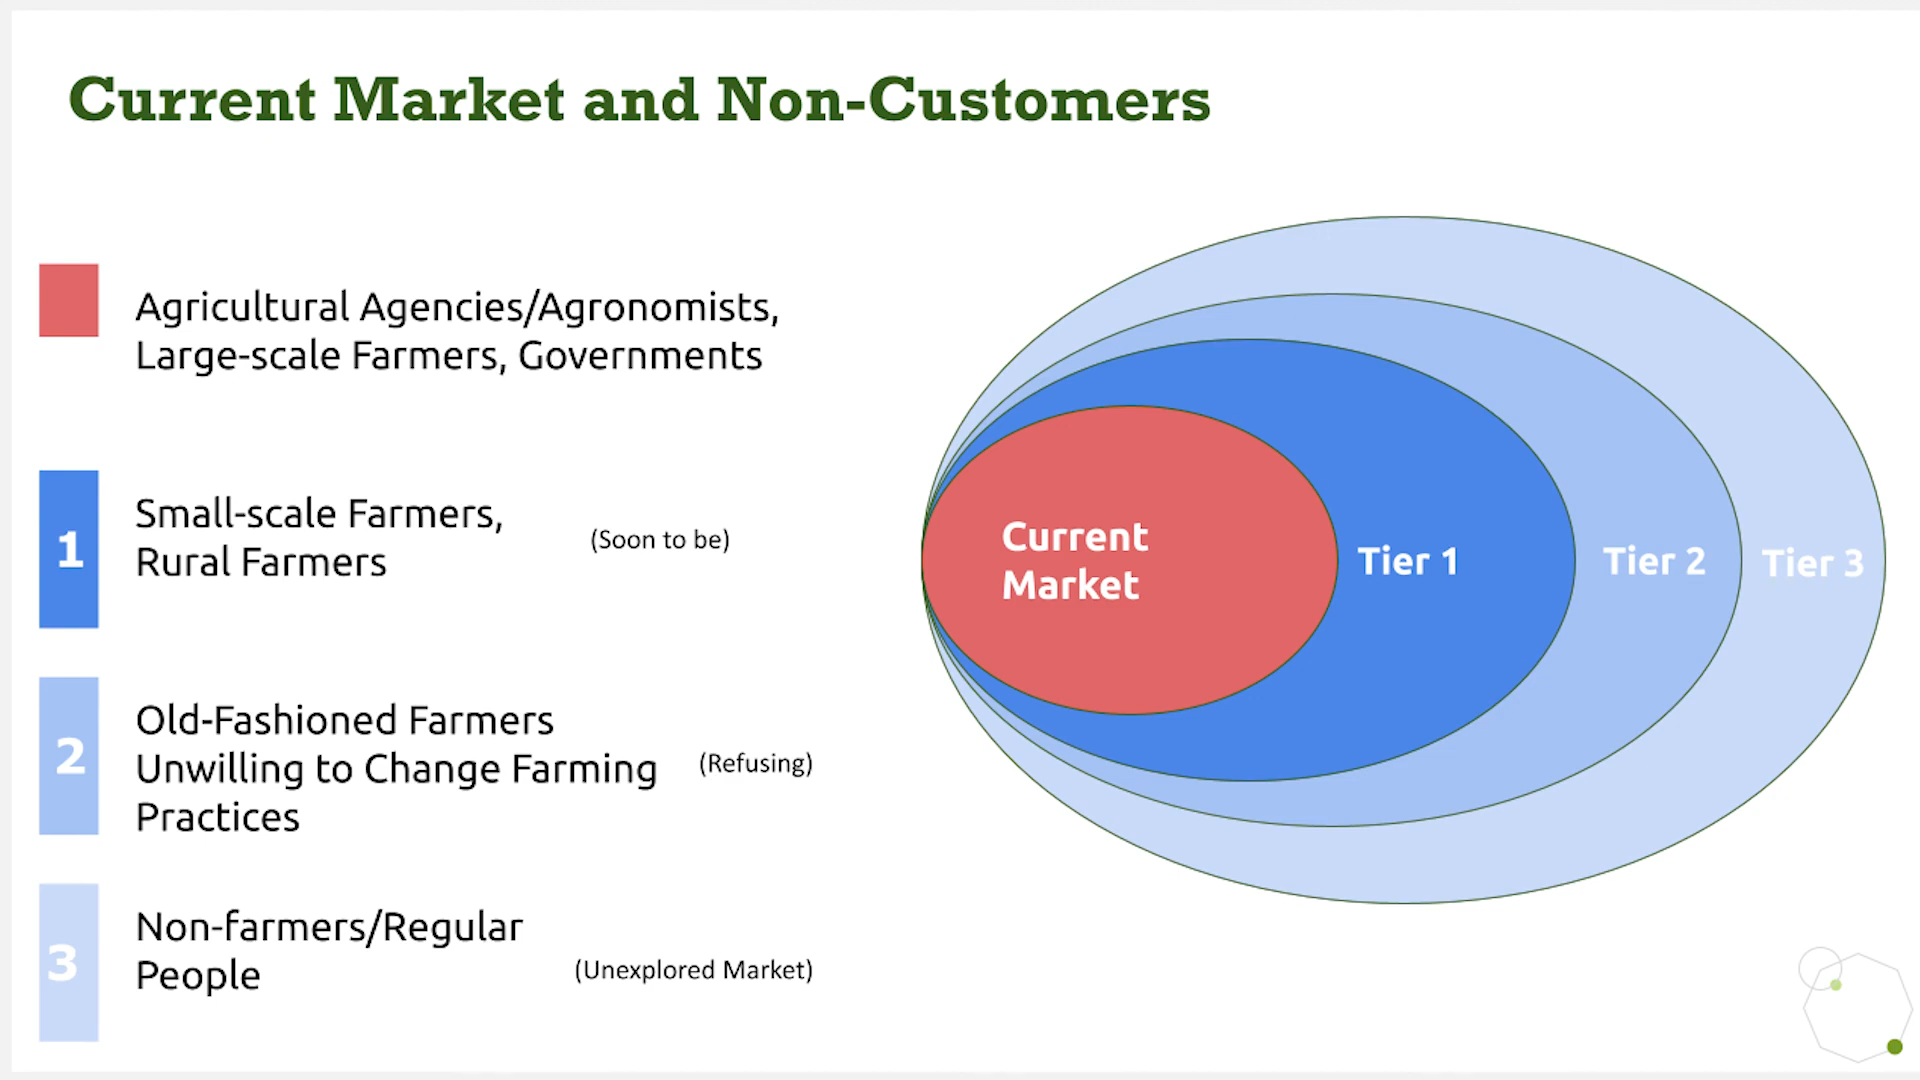 Current Market and Non-Customers
Agricultural Agencies/Agronomists,
Large-scale Farmers, Governments
1
Small-scale Farmers,
Rural Farmers
(Soon to be)
2
Old-Fashioned Farmers
Unwilling to Change Farming
Practices
(Refusing)
3
Non-farmers/Regular
People
(Unexplored Market)
Current
Market
Tier 1
Tier 2
Tier 3